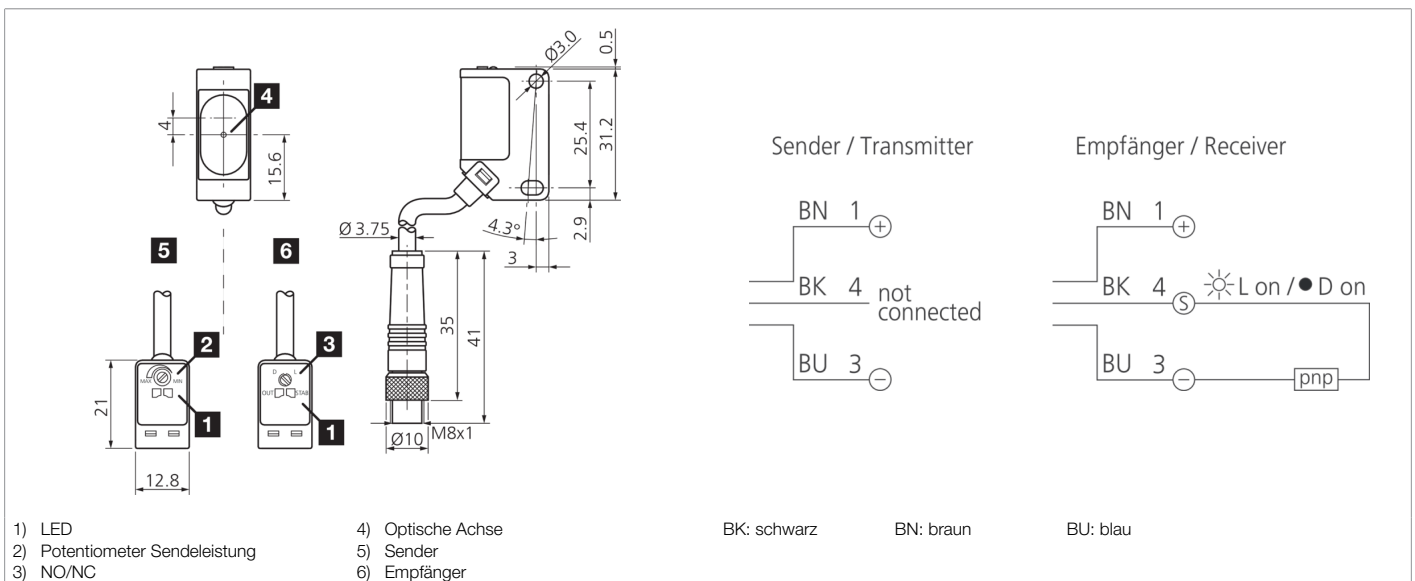 4
4
15.6
Ø3.0
0.5
25.4
31.2
2.9
4.3°
3
Ø 3.75
35
41
M8x1
Ø10
5
6
2
MAX MIN
1
21
12.8
3
D L
OUT STAB
1
Sender / Transmitter
BN 1 +
BK 4 not connected
BU 3 −
Empfänger / Receiver
BN 1 +
BK 4 S L on / D on
BU 3 − pnp
1) LED
2) Potentiometer Sendeleistung
3) NO/NC
4) Optische Achse
5) Sender
6) Empfänger
BK: schwarz BN: braun BU: blau